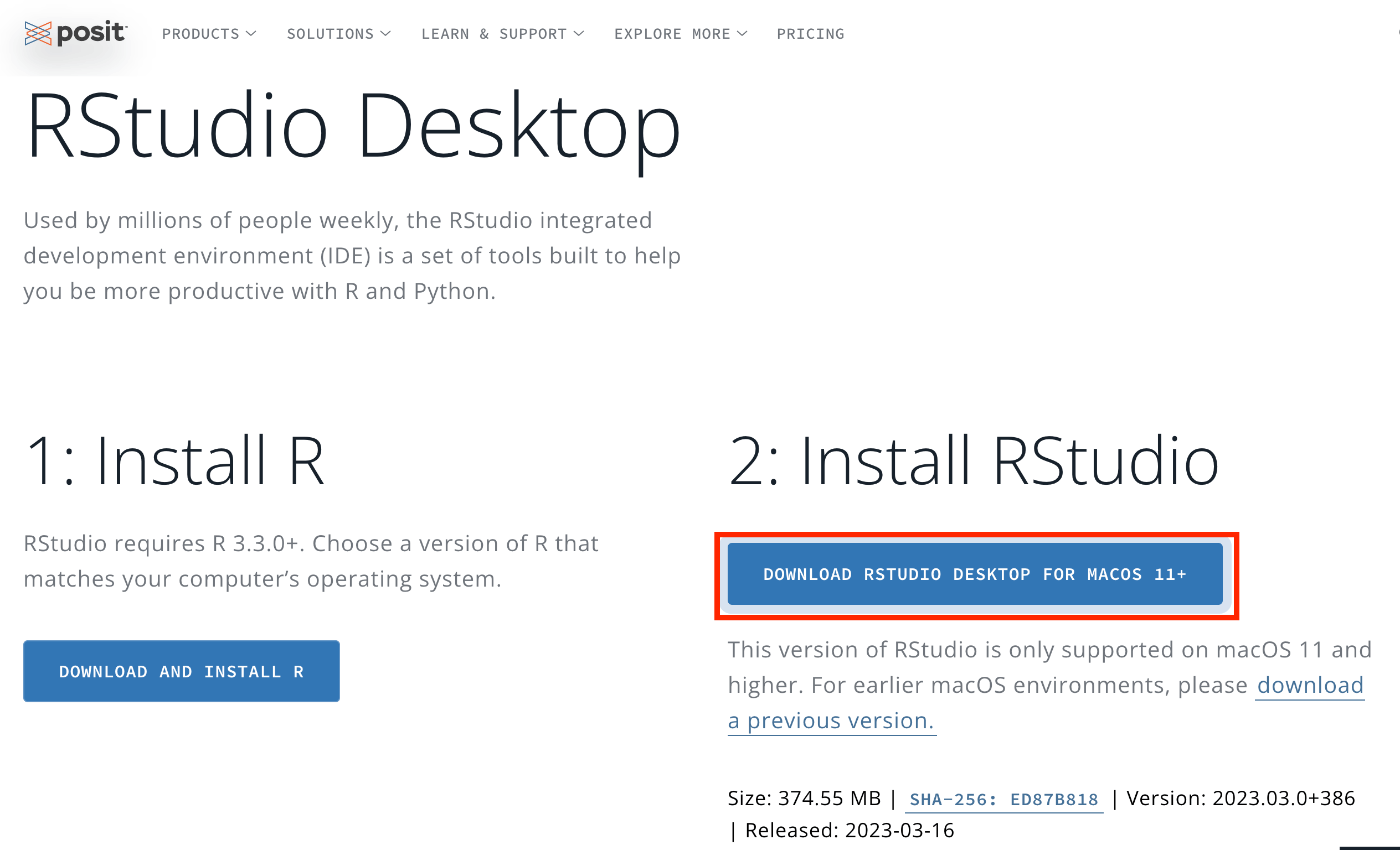 posit
PRODUCTS
SOLUTIONS
LEARN & SUPPORT
EXPLORE MORE
PRICING
RStudio Desktop
Used by millions of people weekly, the RStudio integrated
development environment (IDE) is a set of tools built to help
you be more productive with R and Python.
1: Install R
RStudio requires R 3.3.0+. Choose a version of R that
matches your computer’s operating system.
DOWNLOAD AND INSTALL R
2: Install RStudio
DOWNLOAD RSTUDIO DESKTOP FOR MACOS 11+
This version of RStudio is only supported on macOS 11 and
higher. For earlier macOS environments, please download
a previous version.
Size: 374.55 MB | SHA-256: ED87B818 | Version: 2023.03.0+386
| Released: 2023-03-16